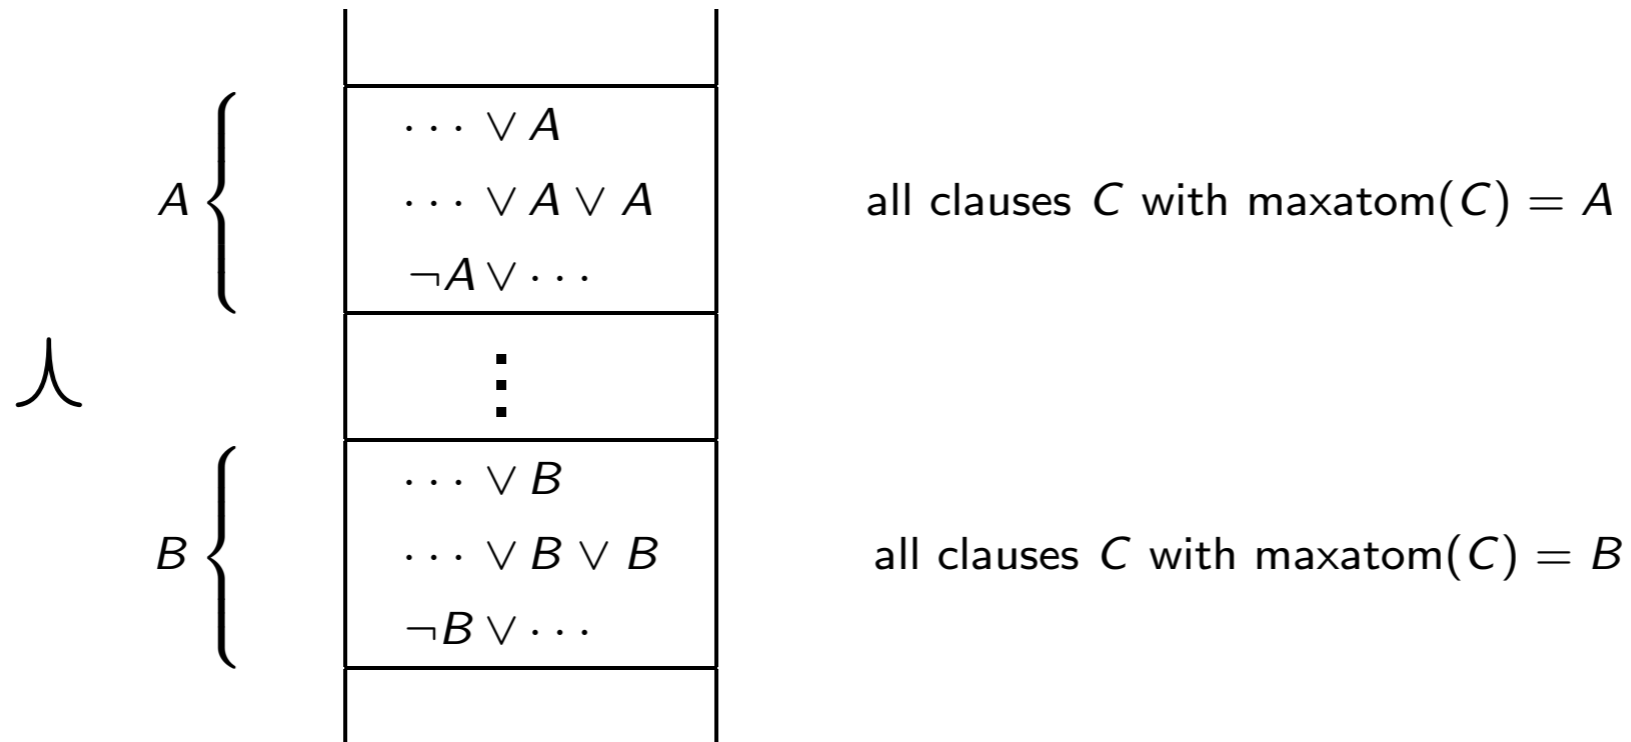 · · · ∨ A
A { · · · ∨ A ∨ A all clauses C with maxatom(C) = A
¬A ∨ · · ·
⋮
⋏
· · · ∨ B
B { · · · ∨ B ∨ B all clauses C with maxatom(C) = B
¬B ∨ · · ·